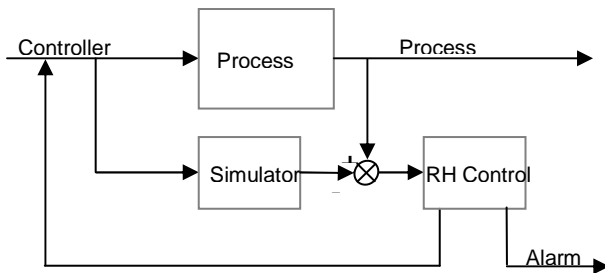 Controller
Process
Process
Simulator
+
_
RH Control
Alarm